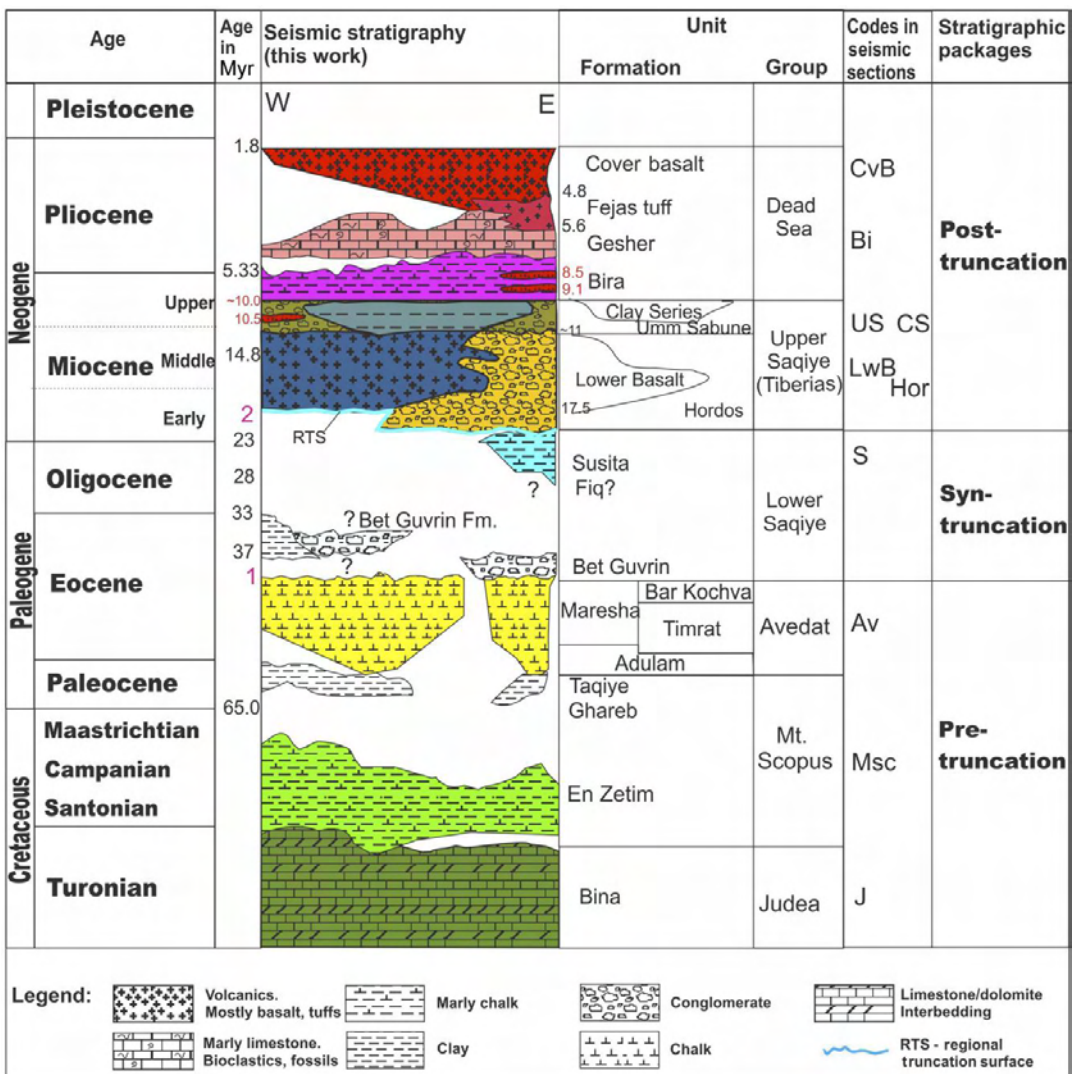 Age
Age in Myr
Seismic stratigraphy (this work)
Unit
Formation
Group
Codes in seismic sections
Stratigraphic packages
Neogene
Paleogene
Cretaceous
Pleistocene
Pliocene
Upper
Miocene Middle
Early
Oligocene
Eocene
Paleocene
Maastrichtian
Campanian
Santonian
Turonian
1.8
5.33
~10.0
10.5
14.8
2
23
28
33
37
1
65.0
W E
RTS
?
? Bet Guvrin Fm.
?
Cover basalt
4.8
Fejas tuff
5.6
Gesher
8.5
Bira
9.1
Clay Series
Umm Sabune
~11
Lower Basalt
17.5
Hordos
Susita
Fiq?
Bet Guvrin
Maresha
Bar Kochva
Timrat
Adulam
Taqiye
Ghareb
En Zetim
Bina
Dead
Sea
Upper
Saqiye
(Tiberias)
Lower
Saqiye
Avedat
Mt.
Scopus
Judea
CvB
Bi
US CS
LwB
Hor
S
Av
Msc
J
Post-
truncation
Syn-
truncation
Pre-
truncation
Legend:
Volcanics.
Mostly basalt, tuffs
Marly chalk
Conglomerate
Limestone/dolomite
Interbedding
Marly limestone.
Bioclastics, fossils
Clay
Chalk
RTS - regional
truncation surface